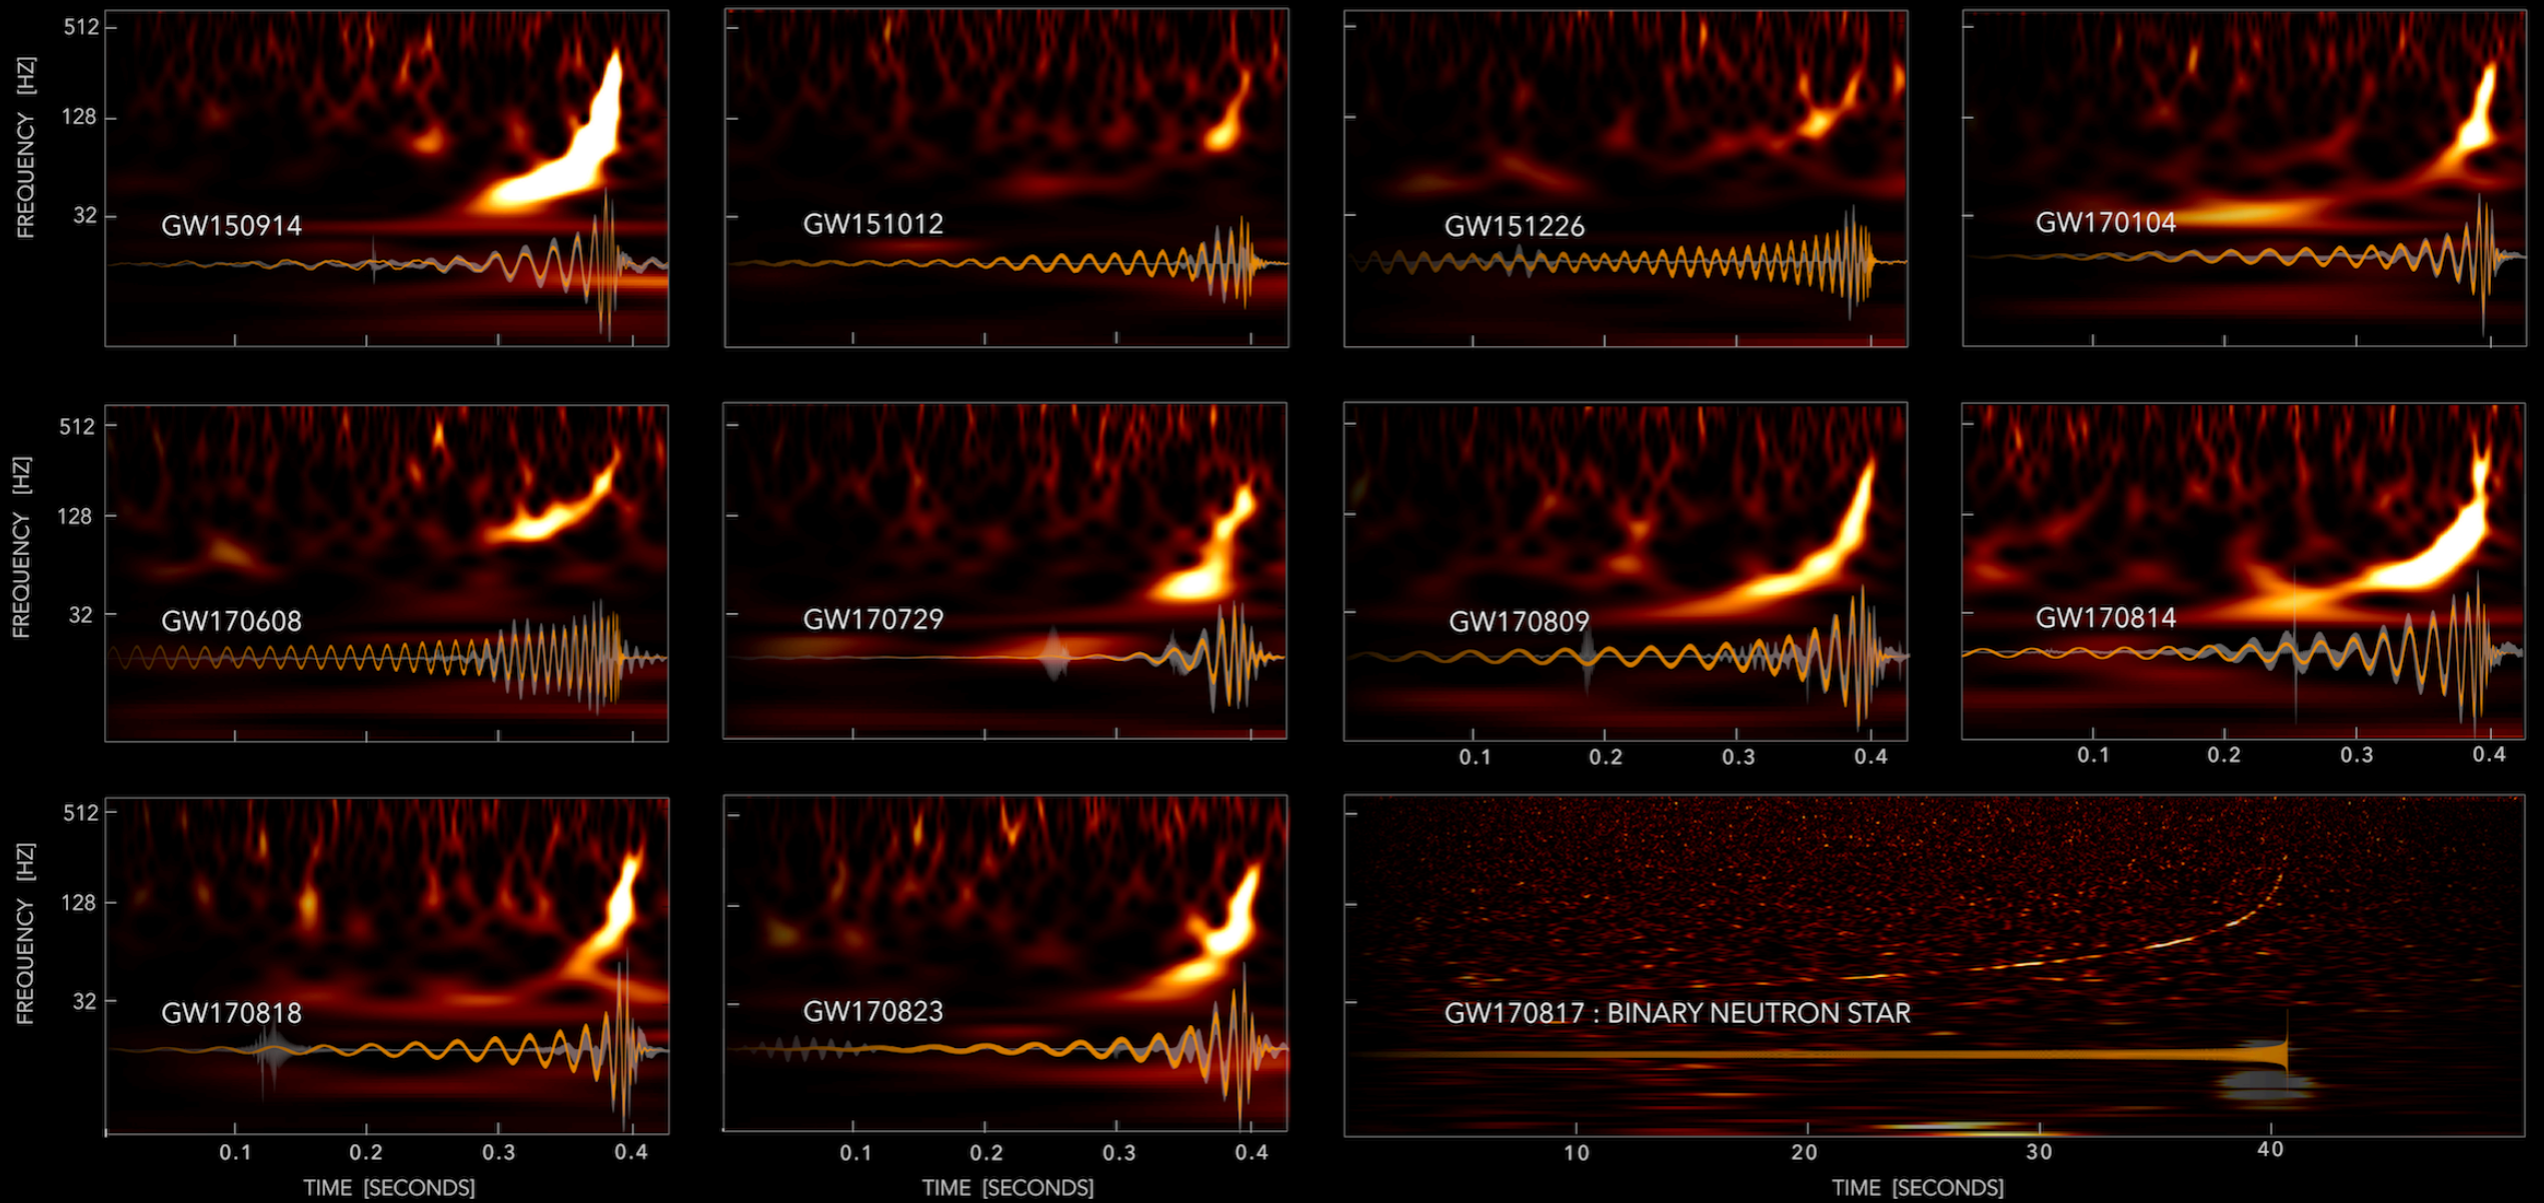 512
128
32
FREQUENCY [HZ]
GW150914
GW151012
GW151226
GW170104
512
128
32
FREQUENCY [HZ]
GW170608
GW170729
GW170809
GW170814
0.1 0.2 0.3 0.4
0.1 0.2 0.3 0.4
512
128
32
FREQUENCY [HZ]
GW170818
GW170823
GW170817 : BINARY NEUTRON STAR
0.1 0.2 0.3 0.4
0.1 0.2 0.3 0.4
10 20 30 40
TIME [SECONDS]
TIME [SECONDS]
TIME [SECONDS]